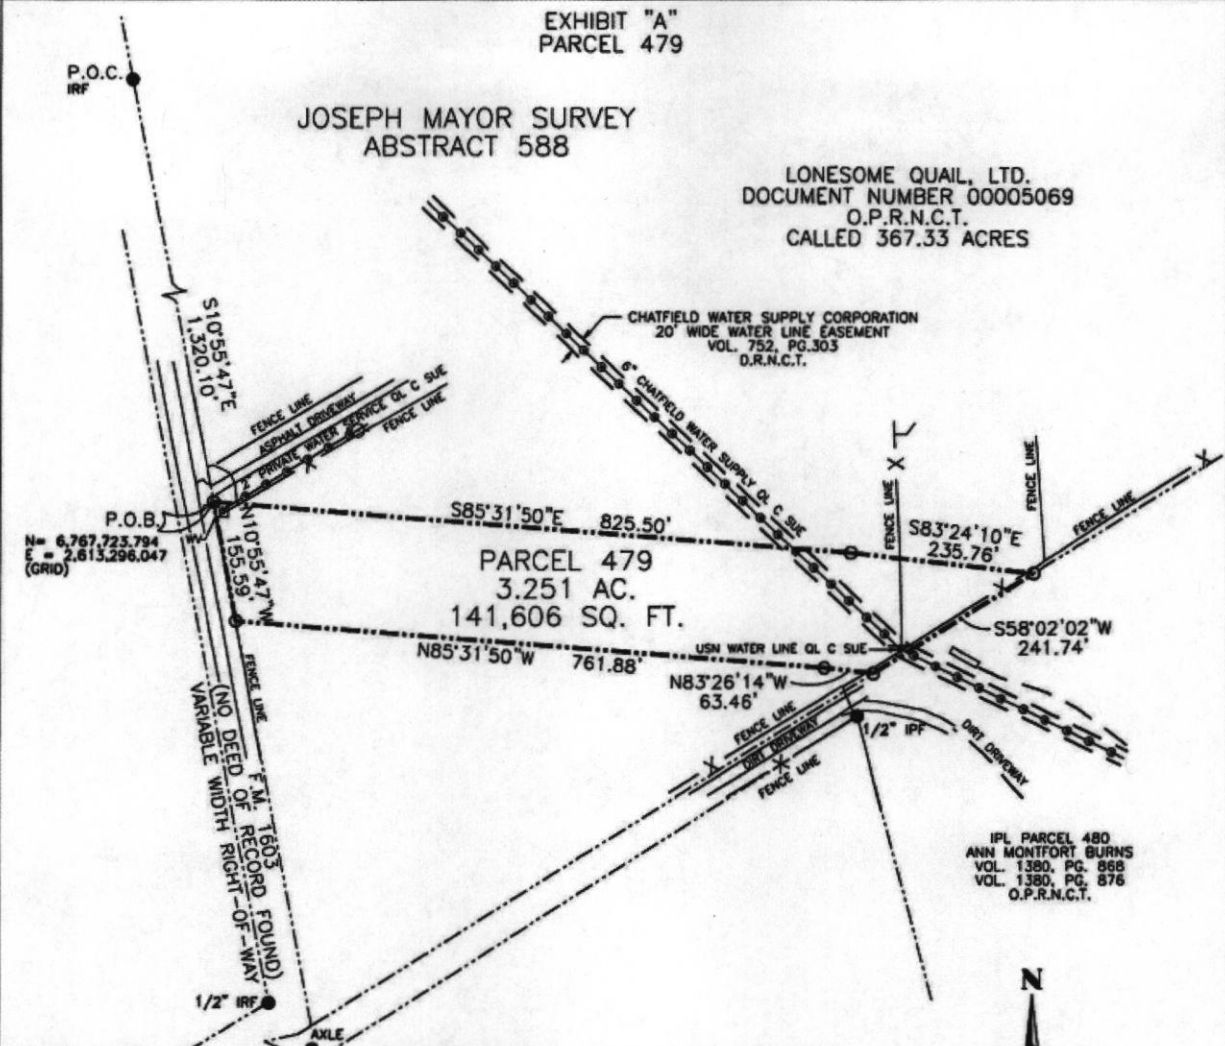 EXHIBIT "A"
PARCEL 479
P.O.C.
IRF
JOSEPH MAYOR SURVEY
ABSTRACT 588
LONESOME QUAIL, LTD.
DOCUMENT NUMBER 00005069
O.P.R.N.C.T.
CALLED 367.33 ACRES
S10°55'47"E
1,320.10'
CHATFIELD WATER SUPPLY CORPORATION
20' WIDE WATER LINE EASEMENT
VOL. 752, PG.303
D.R.N.C.T.
6" CHATFIELD WATER SUPPLY QL C SUE
FENCE LINE
ASPHALT DRIVEWAY
2" PRIVATE WATER SERVICE QL C SUE
FENCE LINE
FENCE LINE
FENCE LINE
FENCE LINE
P.O.B.
WV
N= 6,767,723.794
E = 2,613,296.047
(GRID)
N10°55'47"W
155.59'
S85°31'50"E 825.50'
S83°24'10"E
235.76'
PARCEL 479
3.251 AC.
141,606 SQ. FT.
S58°02'02"W
241.74'
USN WATER LINE QL C SUE
N85°31'50"W 761.88'
N83°26'14"W
63.46'
FENCE LINE
FENCE LINE
DIRT DRIVEWAY
FENCE LINE
1/2" IPF
DIRT DRIVEWAY
F.M. 1603
(NO DEED OF RECORD FOUND)
VARIABLE WIDTH RIGHT-OF-WAY
IPL PARCEL 480
ANN MONTFORT BURNS
VOL. 1380, PG. 868
VOL. 1380, PG. 876
O.P.R.N.C.T.
N
1/2" IRF
AXLE